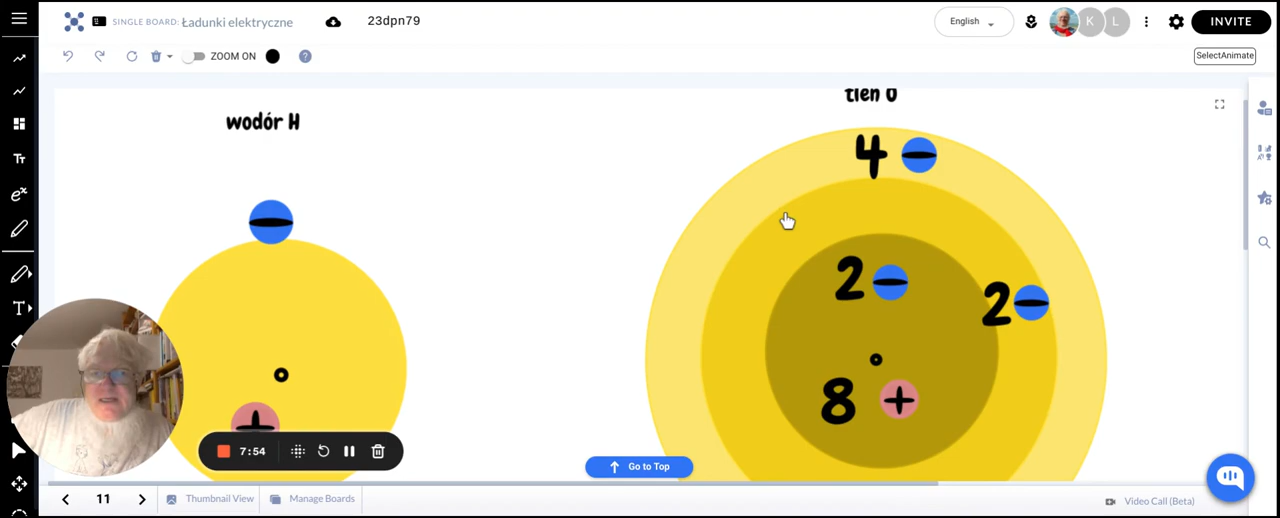 SINGLE BOARD: Ładunki elektryczne
23dpn79
English
K
L
INVITE
ZOOM ON
SelectAnimate
wodór H
tlen O
4 −
2 −
2 −
8 +
−
+
7:54
Go to Top
11
Thumbnail View
Manage Boards
Video Call (Beta)